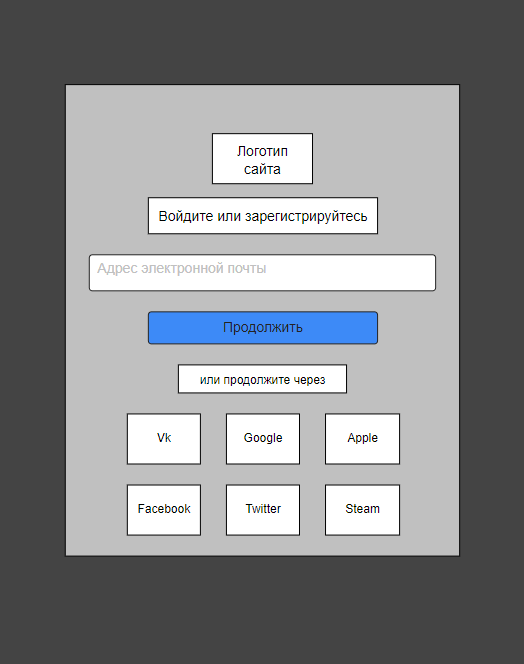 Логотип
сайта
Войдите или зарегистрируйтесь
Адрес электронной почты
Продолжить
или продолжите через
Vk
Google
Apple
Facebook
Twitter
Steam